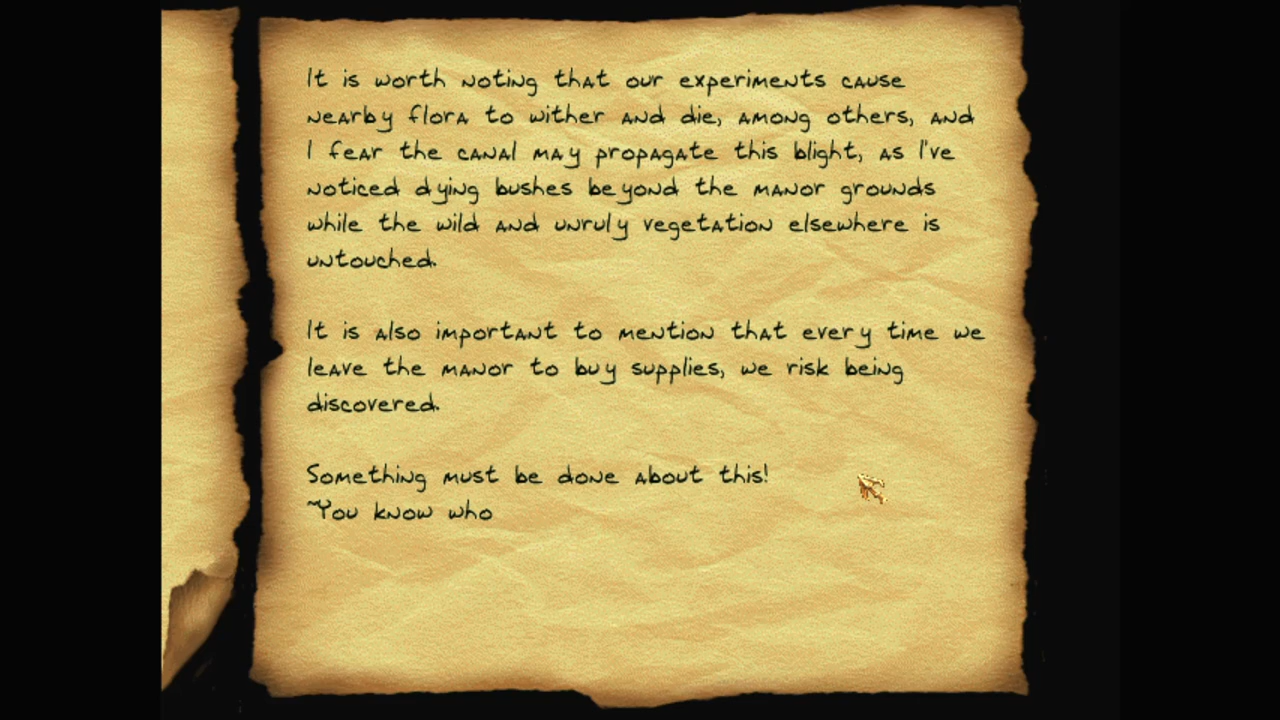 It is worth noting that our experiments cause
nearby flora to wither and die, among others, and
I fear the canal may propagate this blight, as I've
noticed dying bushes beyond the manor grounds
while the wild and unruly vegetation elsewhere is
untouched.
It is also important to mention that every time we
leave the manor to buy supplies, we risk being
discovered.
Something must be done about this!
~You know who